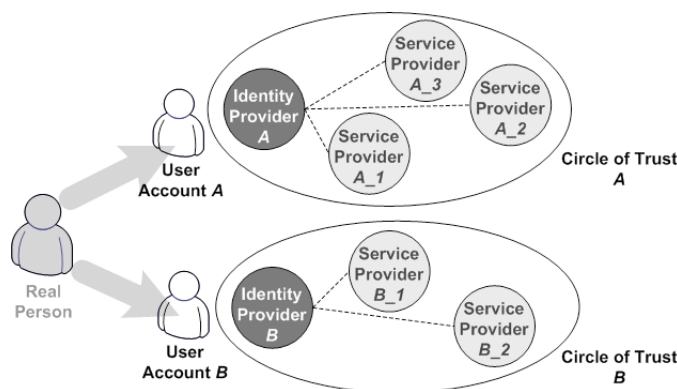 Service
Provider
A_3
Identity
Provider
A
Service
Provider
A_2
Service
Provider
A_1
User
Account A
Circle of Trust
A
Real
Person
Service
Provider
B_1
Identity
Provider
B
Service
Provider
B_2
User
Account B
Circle of Trust
B